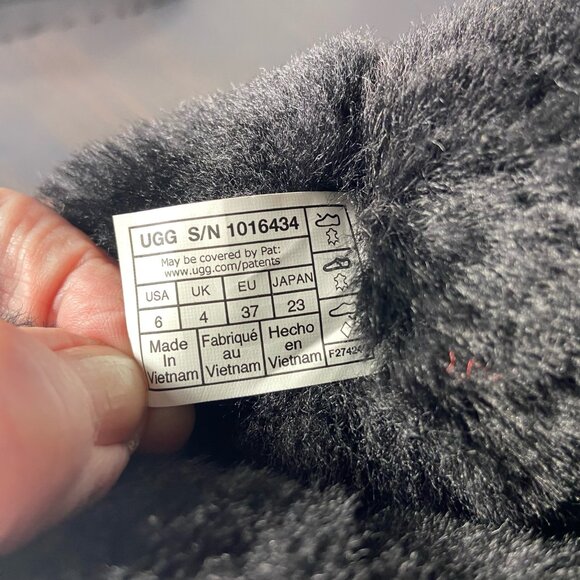 UGG S/N 1016434
May be covered by Pat:
www.ugg.com/patents
USA UK EU JAPAN
6 4 37 23
Made In Vietnam
Fabriqué au Vietnam
Hecho en Vietnam